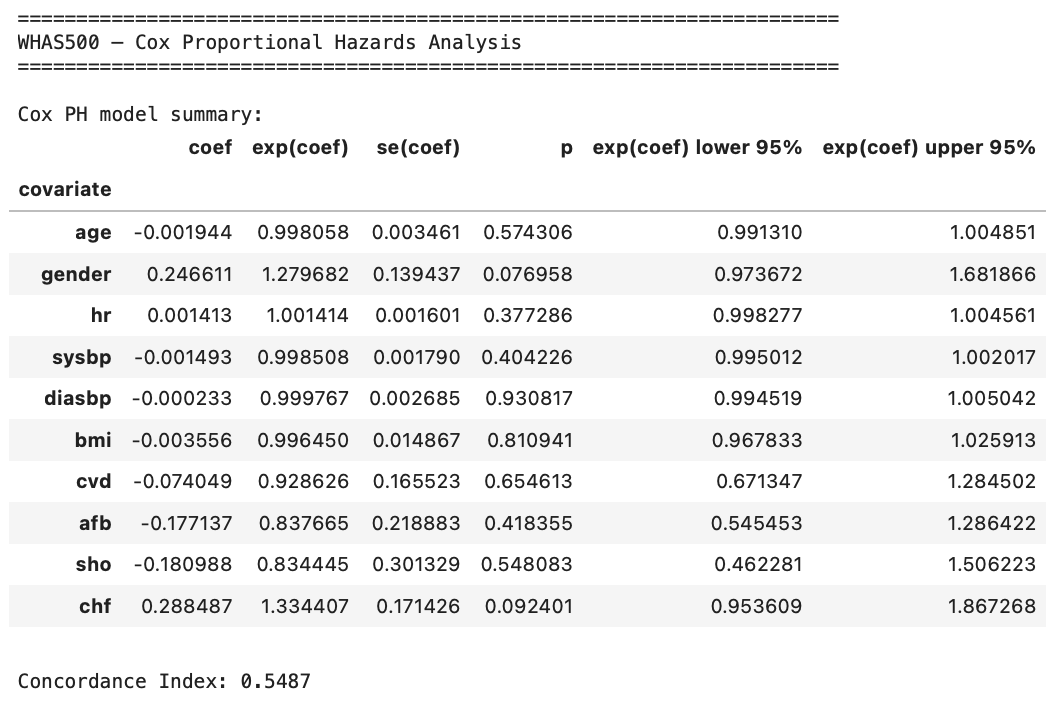 ======================================================================
WHAS500 — Cox Proportional Hazards Analysis
======================================================================
Cox PH model summary:
coef exp(coef) se(coef) p exp(coef) lower 95% exp(coef) upper 95%
covariate
age -0.001944 0.998058 0.003461 0.574306 0.991310 1.004851
gender 0.246611 1.279682 0.139437 0.076958 0.973672 1.681866
hr 0.001413 1.001414 0.001601 0.377286 0.998277 1.004561
sysbp -0.001493 0.998508 0.001790 0.404226 0.995012 1.002017
diasbp -0.000233 0.999767 0.002685 0.930817 0.994519 1.005042
bmi -0.003556 0.996450 0.014867 0.810941 0.967833 1.025913
cvd -0.074049 0.928626 0.165523 0.654613 0.671347 1.284502
afb -0.177137 0.837665 0.218883 0.418355 0.545453 1.286422
sho -0.180988 0.834445 0.301329 0.548083 0.462281 1.506223
chf 0.288487 1.334407 0.171426 0.092401 0.953609 1.867268
Concordance Index: 0.5487